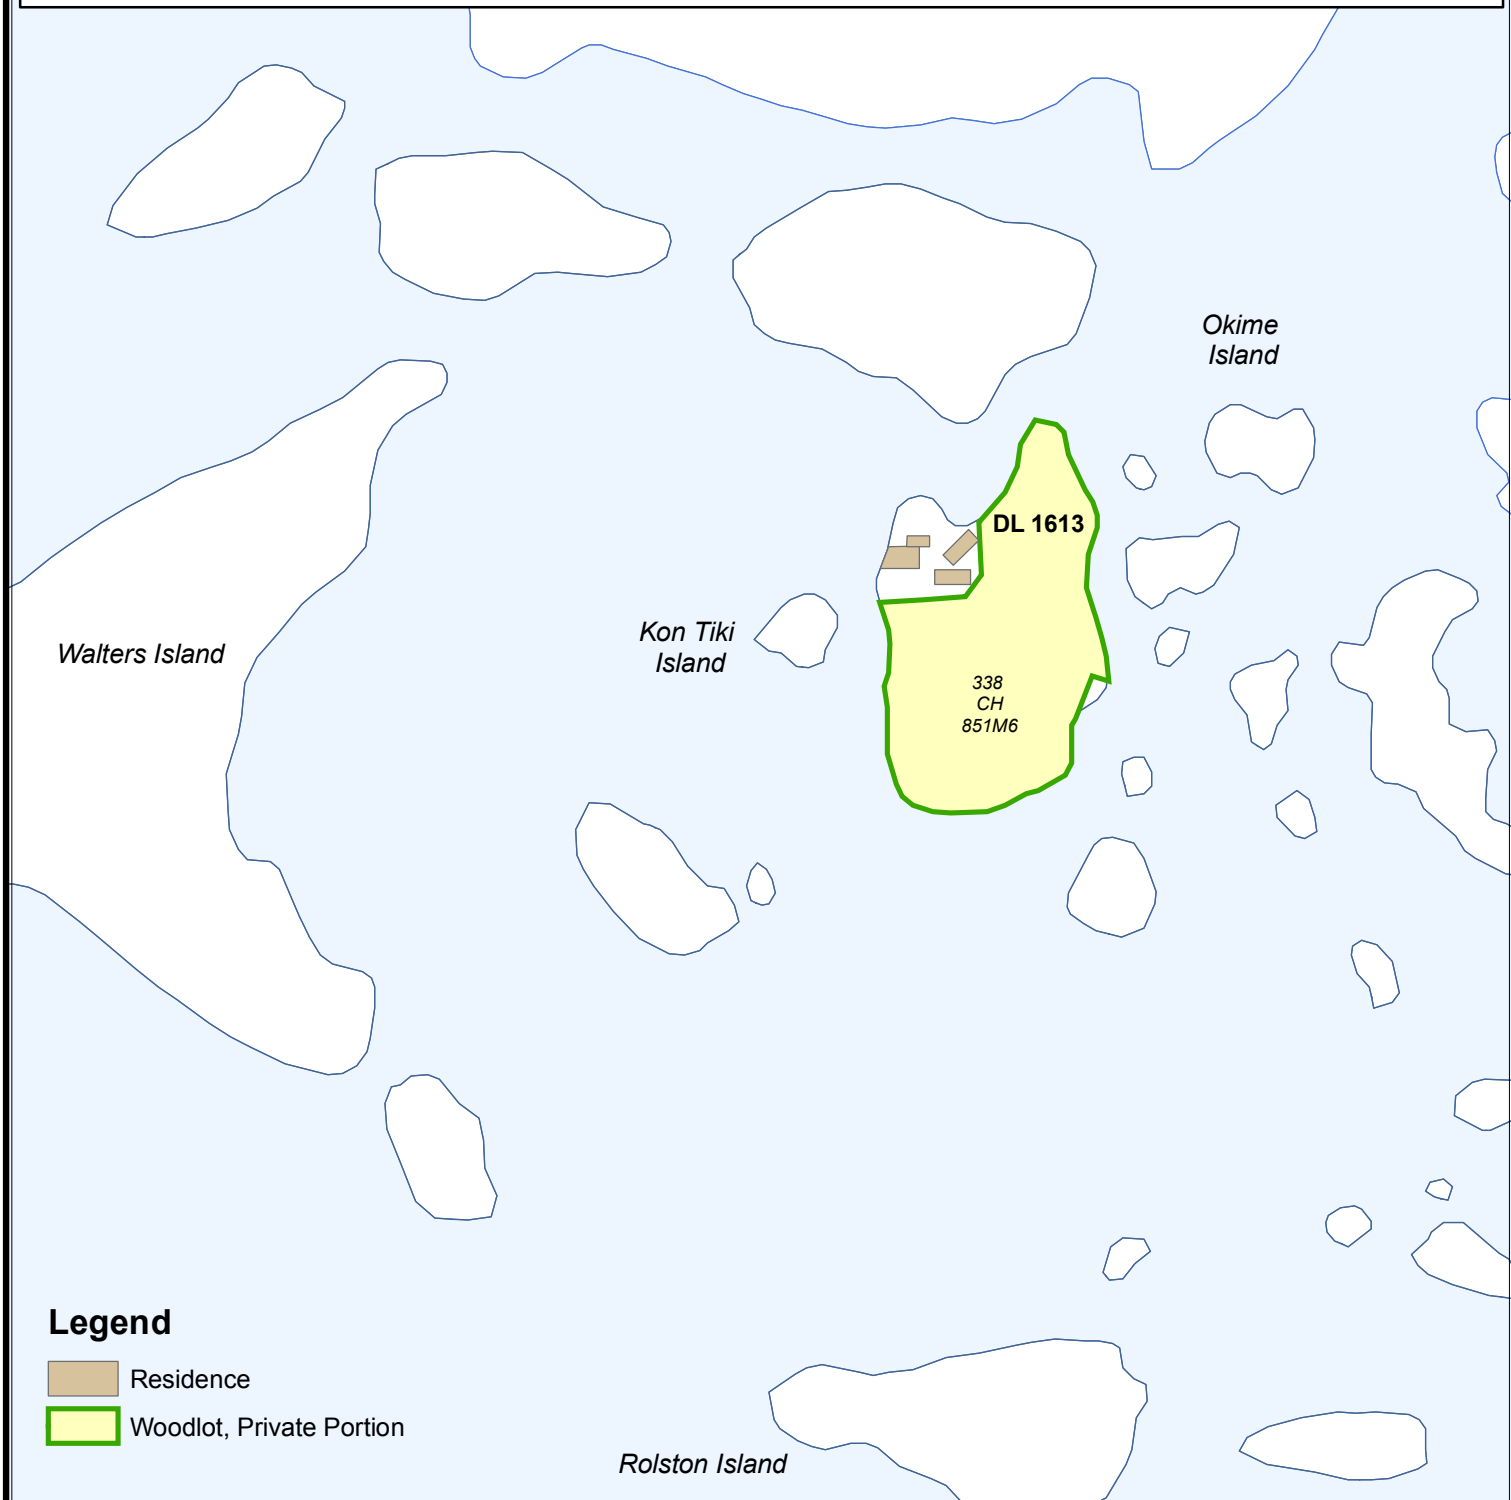 Okime
Island
DL 1613
Kon Tiki
Island
Walters Island
338
CH
851M6
Legend
Residence
Woodlot, Private Portion
Rolston Island